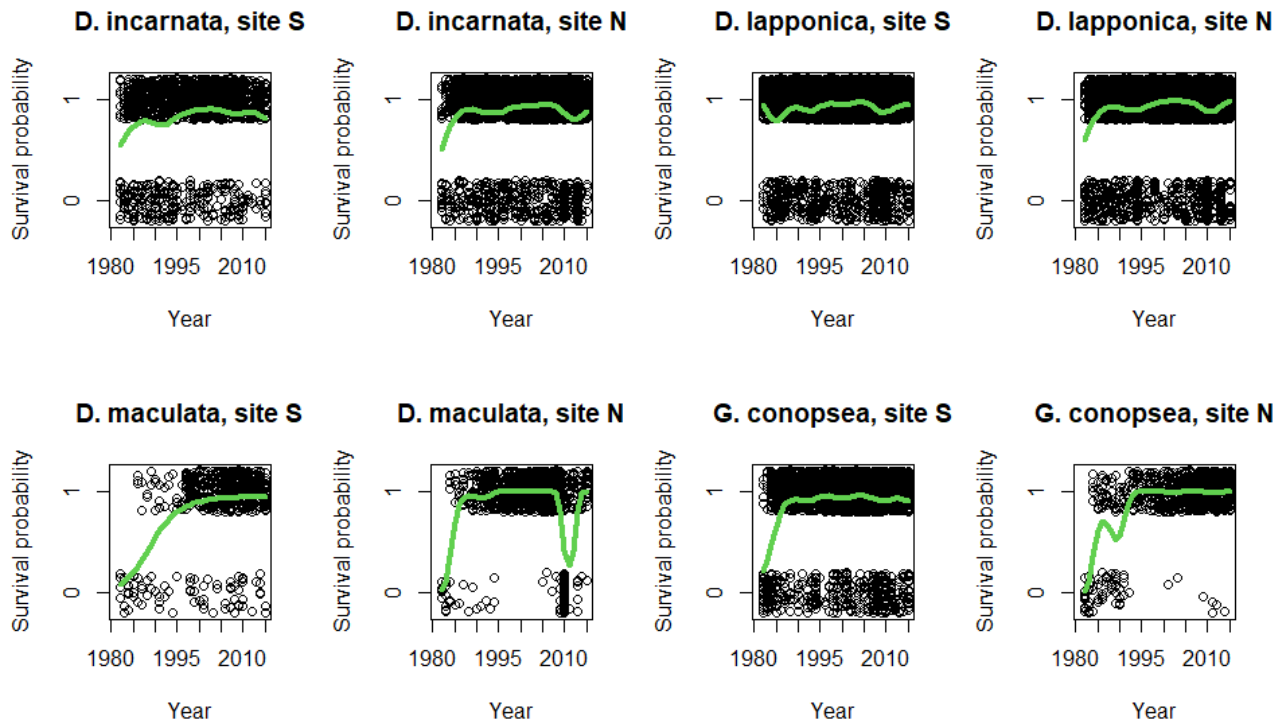 D. incarnata, site S
Survival probability
1
0
1980 1995 2010
Year
D. incarnata, site N
Survival probability
1
0
1980 1995 2010
Year
D. lapponica, site S
Survival probability
1
0
1980 1995 2010
Year
D. lapponica, site N
Survival probability
1
0
1980 1995 2010
Year
D. maculata, site S
Survival probability
1
0
1980 1995 2010
Year
D. maculata, site N
Survival probability
1
0
1980 1995 2010
Year
G. conopsea, site S
Survival probability
1
0
1980 1995 2010
Year
G. conopsea, site N
Survival probability
1
0
1980 1995 2010
Year